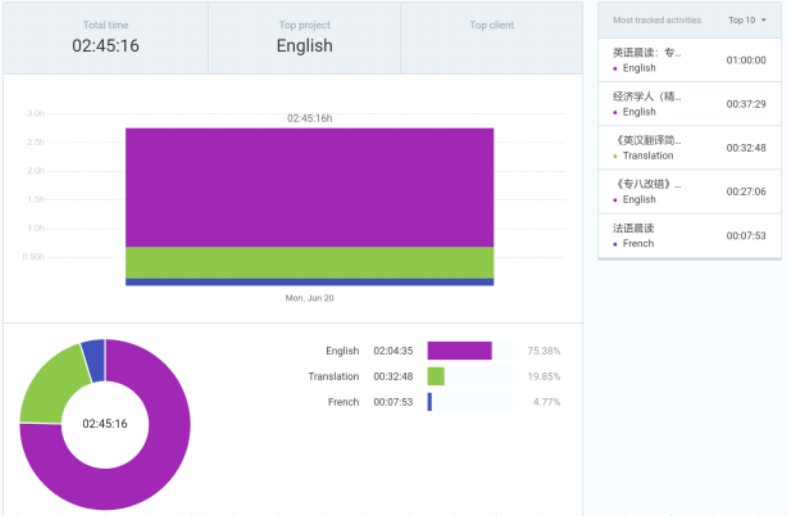 Total time
02:45:16
Top project
English
Top client
3.0h
2.5h
2.0h
1.5h
1.0h
0.50h
02:45:16h
Mon, Jun 20
02:45:16
English 02:04:35 75.38%
Translation 00:32:48 19.85%
French 00:07:53 4.77%
Most tracked activities Top 10
英语晨读：专...
English
01:00:00
经济学人（精...
English
00:37:29
《英汉翻译简...
Translation
00:32:48
《专八改错》...
English
00:27:06
法语晨读
French
00:07:53